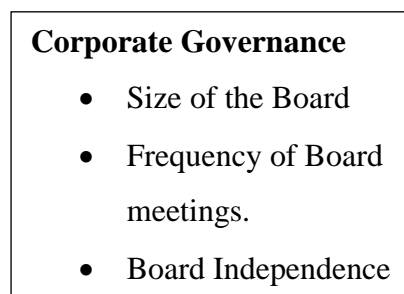 Corporate Governance
• Size of the Board
• Frequency of Board
meetings.
• Board Independence